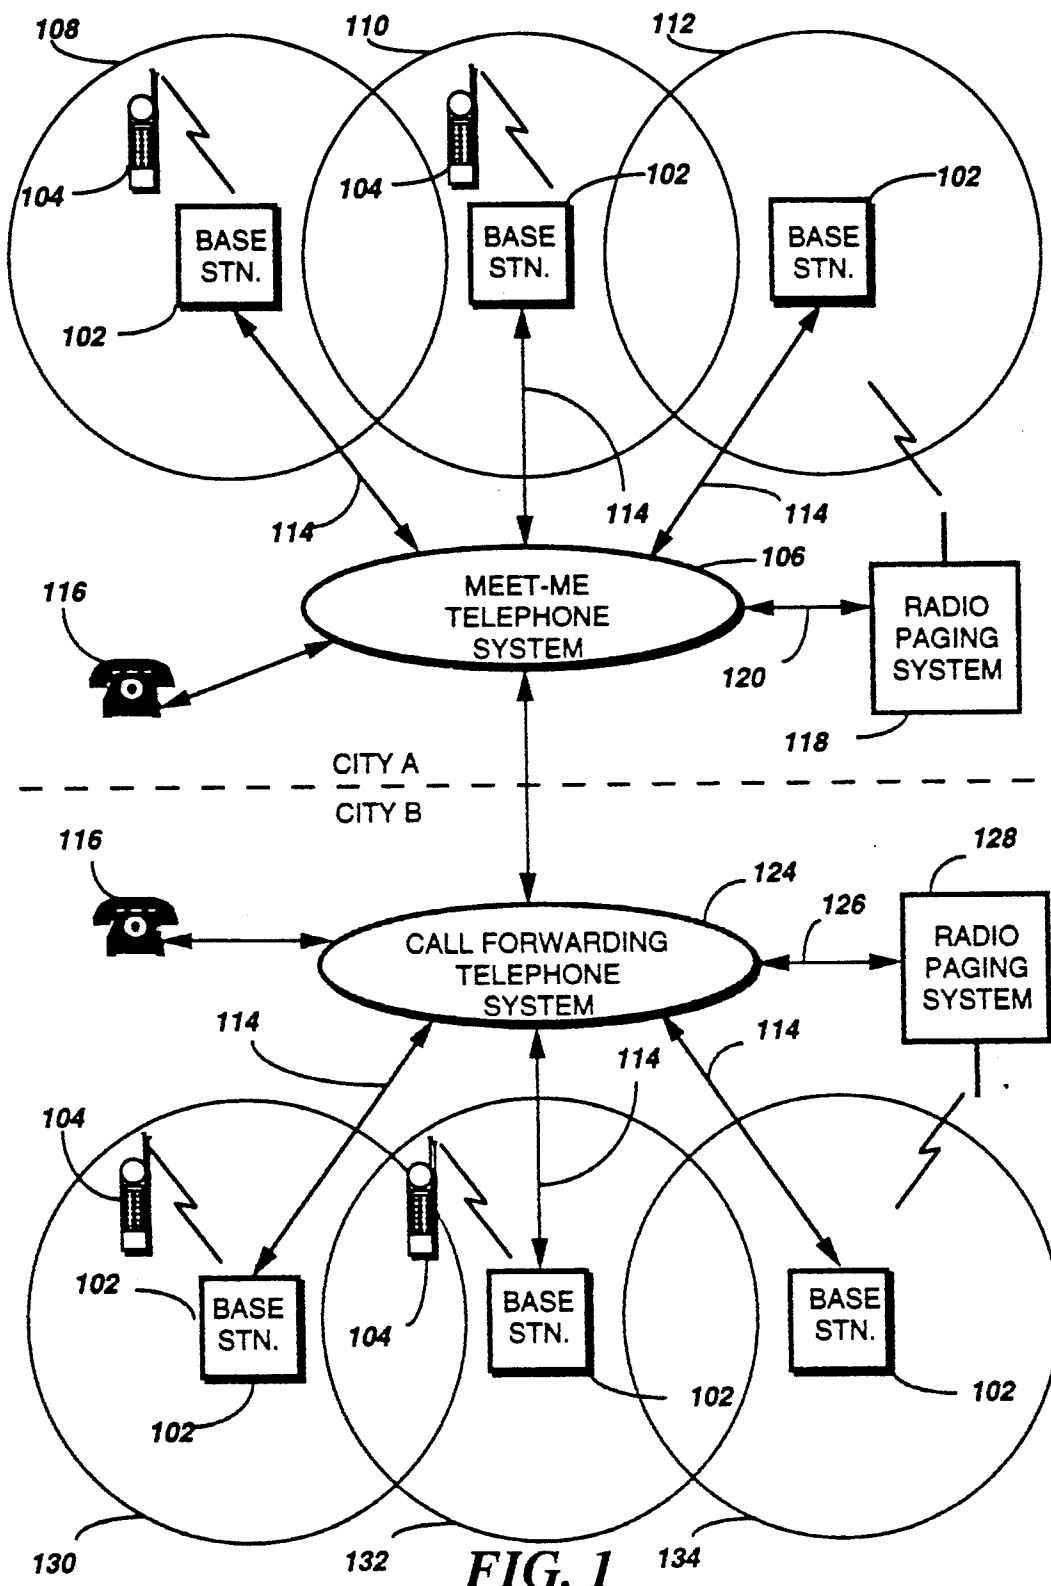 108
110
112
104
104
102
102
BASE
STN.
BASE
STN.
BASE
STN.
102
114
114
114
106
116
MEET-ME
TELEPHONE
SYSTEM
RADIO
PAGING
SYSTEM
120
118
CITY A
CITY B
116
128
124
126
CALL FORWARDING
TELEPHONE
SYSTEM
RADIO
PAGING
SYSTEM
114
114
114
104
102
BASE
STN.
BASE
STN.
BASE
STN.
104
102
102
102
130
132
134
FIG. 1